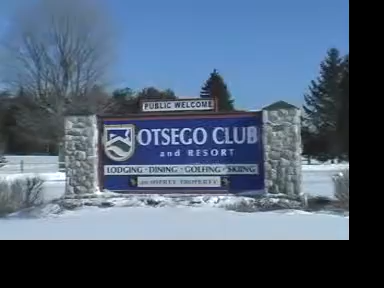 PUBLIC WELCOME
OTSEGO CLUB
and RESORT
LODGING · DINING · GOLFING · SKIING
AN OSPREY PROPERTY